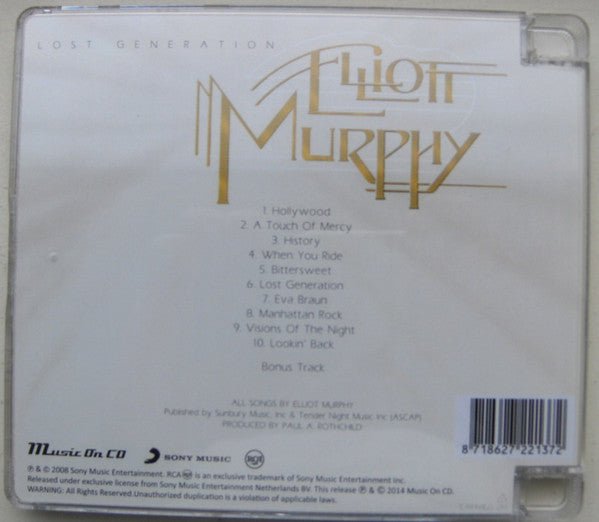 LOST GENERATION
ELLIOTT
MURPHY
1. Hollywood
2. A Touch Of Mercy
3. History
4. When You Ride
5. Bittersweet
6. Lost Generation
7. Eva Braun
8. Manhattan Rock
9. Visions Of The Night
10. Lookin' Back
Bonus Track
ALL SONGS BY ELLIOT MURPHY
Published by Sunbury Music, Inc & Tender Night Music Inc (ASCAP)
PRODUCED BY PAUL A. ROTHCHILD
8 718627 221372
Music On CD SONY MUSIC RCA
℗ & © 2008 Sony Music Entertainment. RCA is an exclusive trademark of Sony Music Entertainment Inc.
Released under exclusive license from Sony Music Entertainment Netherlands BV. This release ℗ & © 2014 Music On CD.
WARNING: All Rights Reserved.Unauthorized duplication is a violation of applicable laws.